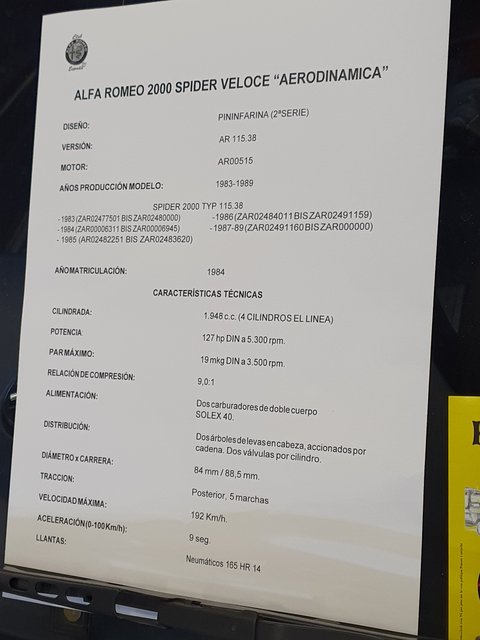 Club
ALFA ROMEO 2000 SPIDER VELOCE “AERODINAMICA”
DISEÑO: PININFARINA (2ªSERIE)
VERSIÓN: AR 115.38
MOTOR: AR00515
AÑOS PRODUCCIÓN MODELO: 1983-1989
SPIDER 2000 TYP 115.38
-1983 (ZAR02477501 BIS ZAR02480000) -1986 (ZAR02484011 BIS ZAR02491159)
-1984 (ZAR00006311 BIS ZAR00006945) -1987-89 (ZAR02491160 BIS ZAR000000)
- 1985 (AR02482251 BIS ZAR02483620)
AÑO MATRICULACIÓN: 1984
CARACTERÍSTICAS TÉCNICAS
CILINDRADA: 1.948 c.c. (4 CILINDROS EL LINEA)
POTENCIA: 127 hp DIN a 5.300 rpm.
PAR MÁXIMO: 19 mkg DIN a 3.500 rpm.
RELACIÓN DE COMPRESIÓN: 9,0:1
ALIMENTACIÓN: Dos carburadores de doble cuerpo
SOLEX 40.
DISTRIBUCIÓN: Dos árboles de levas en cabeza, accionados por
cadena. Dos válvulas por cilindro.
DIÁMETRO x CARRERA: 84 mm / 88,5 mm.
TRACCION: Posterior, 5 marchas
VELOCIDAD MÁXIMA: 192 Km/h.
ACELERACIÓN (0-100 Km/h): 9 seg.
LLANTAS: Neumáticos 165 HR 14